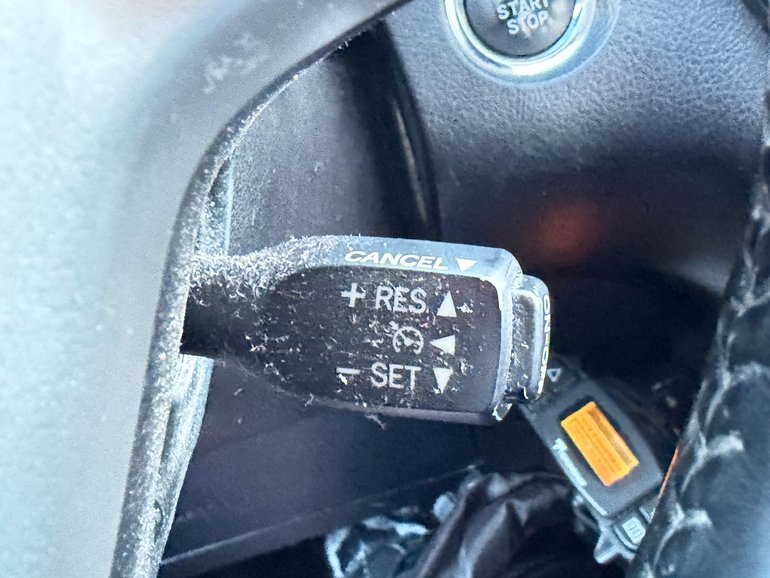 START
STOP
CANCEL ▼
+ RES ▲
◀
− SET ▼